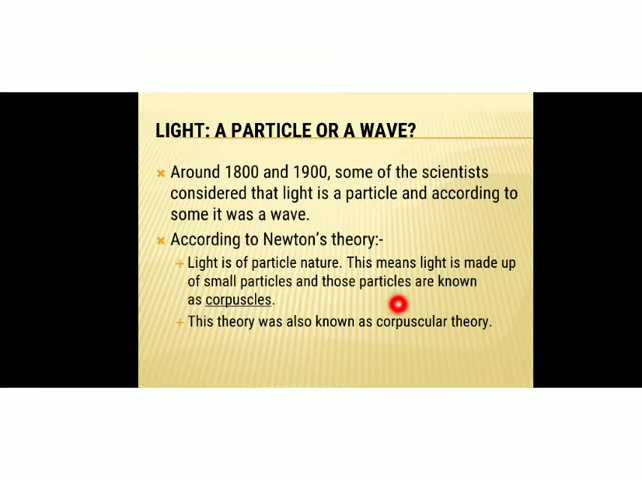 LIGHT: A PARTICLE OR A WAVE?
Around 1800 and 1900, some of the scientists
considered that light is a particle and according to
some it was a wave.
According to Newton's theory:-
Light is of particle nature. This means light is made up
of small particles and those particles are known
as corpuscles.
This theory was also known as corpuscular theory.